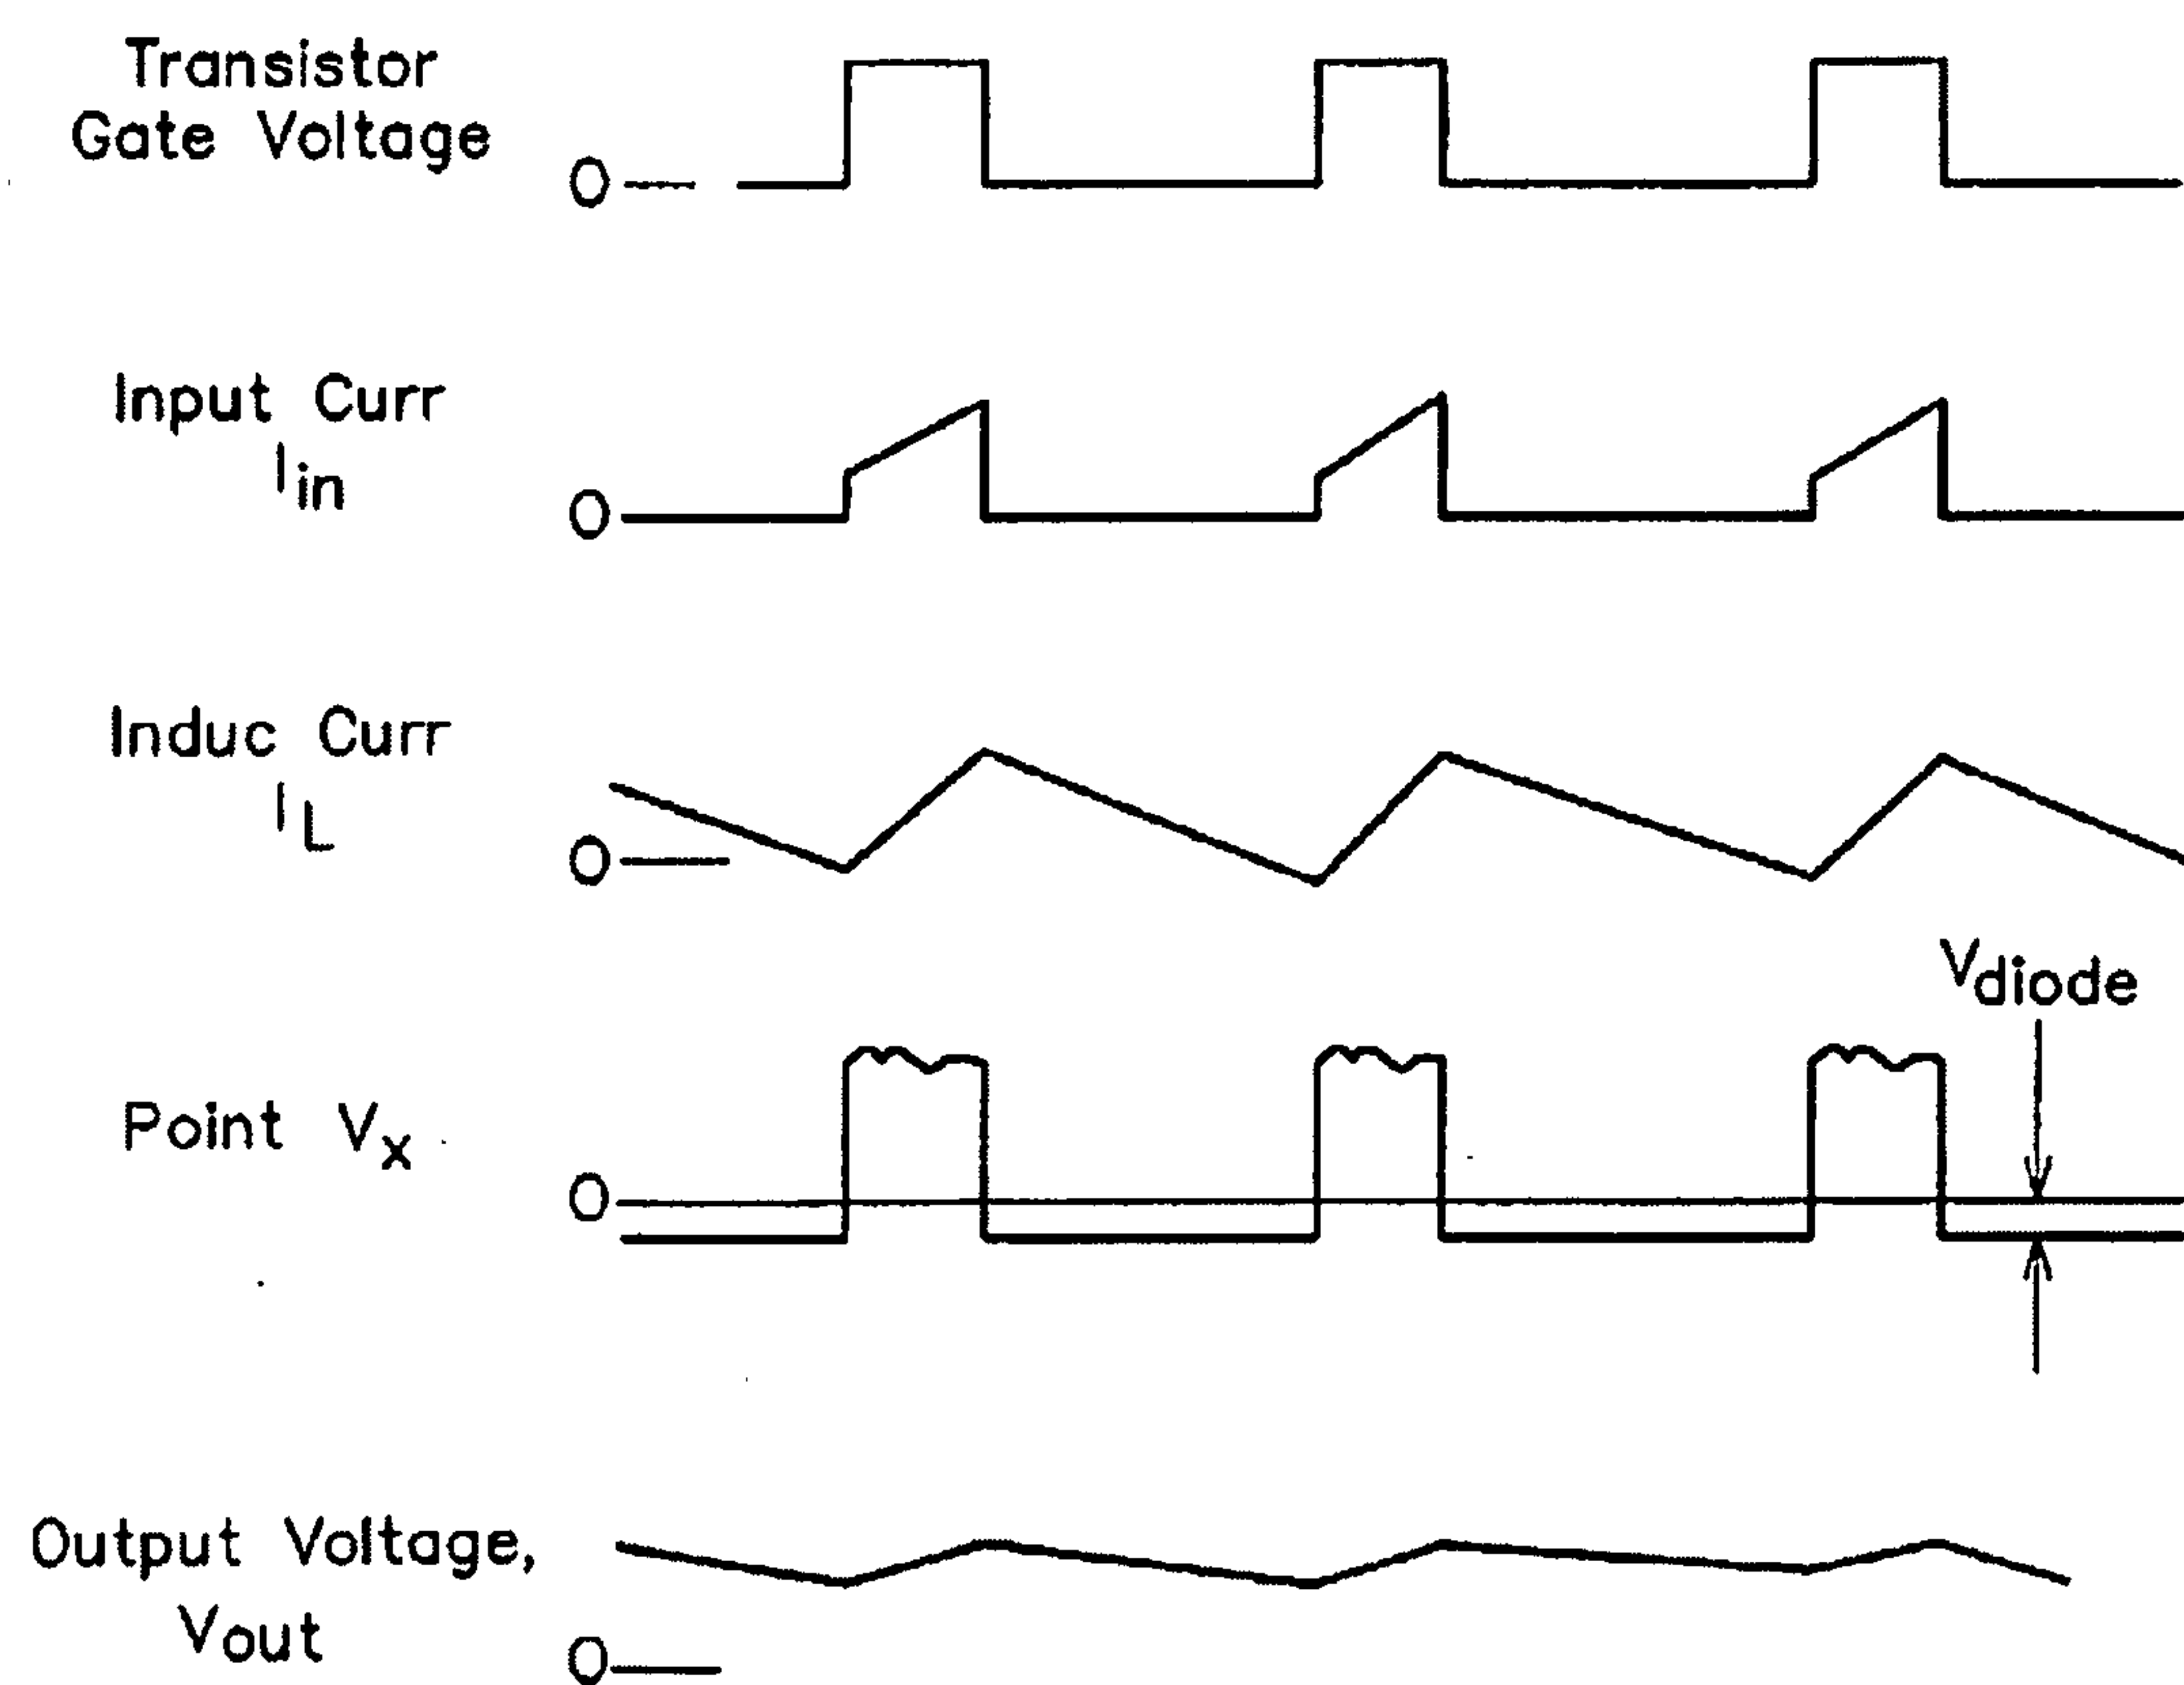 Transistor
Gate Voltage
0
Input Curr
Iin
0
Induc Curr
IL
0
Vdiode
Point Vx
0
Output Voltage,
Vout
0